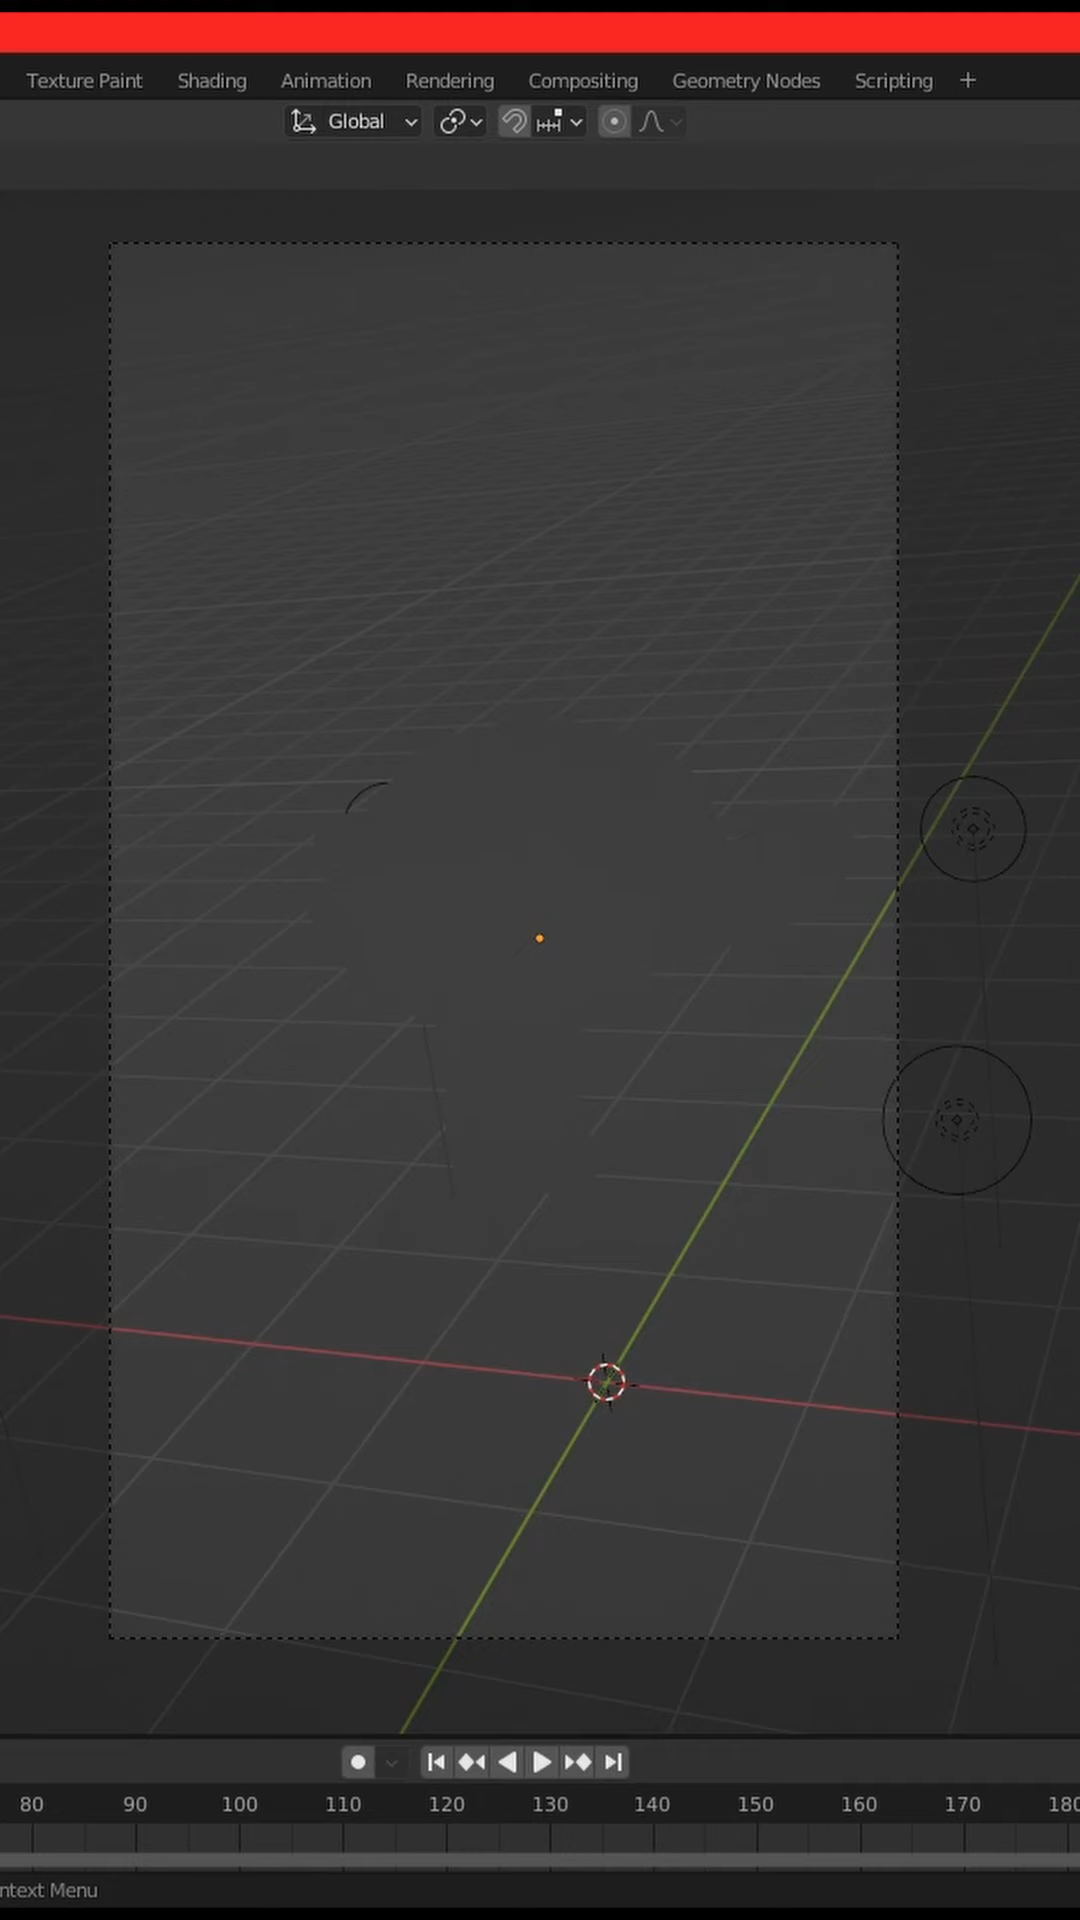 Texture Paint Shading Animation Rendering Compositing Geometry Nodes Scripting +
Global
80 90 100 110 120 130 140 150 160 170 180
ntext Menu